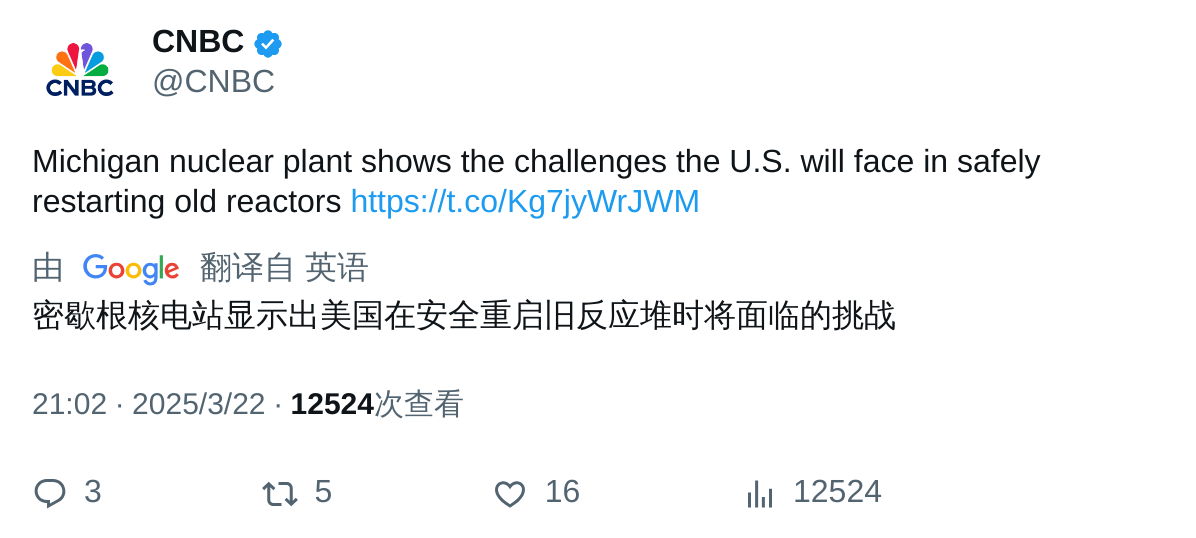 CNBC
CNBC
@CNBC
Michigan nuclear plant shows the challenges the U.S. will face in safely
restarting old reactors https://t.co/Kg7jyWrJWM
由 Google 翻译自 英语
密歇根核电站显示出美国在安全重启旧反应堆时将面临的挑战
21:02 · 2025/3/22 · 12524次查看
3 5 16 12524